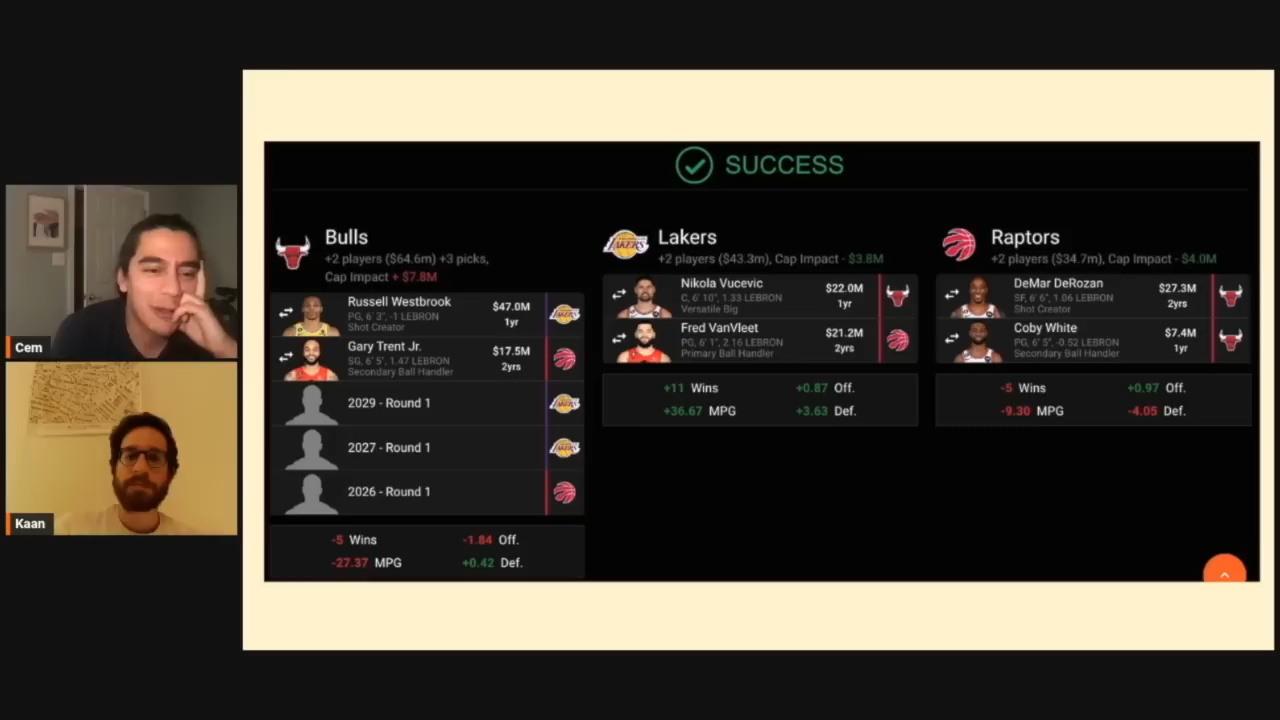 SUCCESS
Bulls
+2 players ($64.6m) +3 picks,
Cap Impact + $7.8M
Russell Westbrook
PG, 6' 3", -1 LEBRON
Shot Creator
$47.0M
1yr
Gary Trent Jr.
SG, 6' 5", 1.47 LEBRON
Secondary Ball Handler
$17.5M
2yrs
2029 - Round 1
2027 - Round 1
2026 - Round 1
-5 Wins -1.84 Off.
-27.37 MPG +0.42 Def.
LAKERS
Lakers
+2 players ($43.3m), Cap Impact - $3.8M
Nikola Vucevic
C, 6' 10", 1.33 LEBRON
Versatile Big
$22.0M
1yr
Fred VanVleet
PG, 6' 1", 2.16 LEBRON
Primary Ball Handler
$21.2M
2yrs
+11 Wins +0.87 Off.
+36.67 MPG +3.63 Def.
Raptors
+2 players ($34.7m), Cap Impact - $4.0M
DeMar DeRozan
SF, 6' 6", 1.06 LEBRON
Shot Creator
$27.3M
2yrs
Coby White
PG, 6' 5", -0.52 LEBRON
Secondary Ball Handler
$7.4M
1yr
-5 Wins +0.97 Off.
-9.30 MPG -4.05 Def.
Cem
Kaan